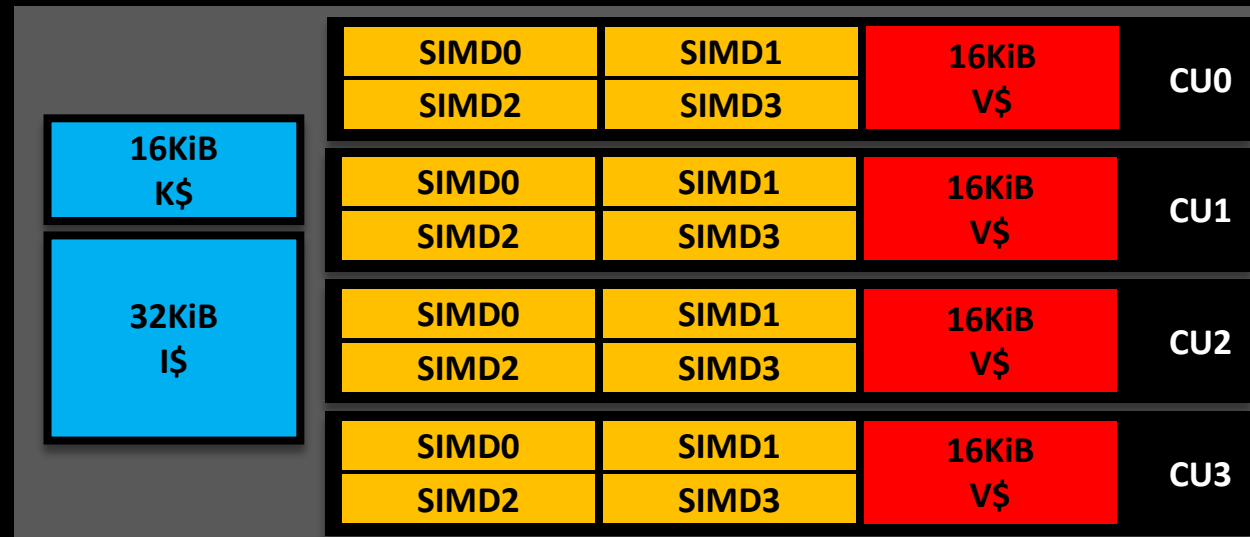 16KiB
K$
32KiB
I$
SIMD0 SIMD1
SIMD2 SIMD3
16KiB
V$
CU0
SIMD0 SIMD1
SIMD2 SIMD3
16KiB
V$
CU1
SIMD0 SIMD1
SIMD2 SIMD3
16KiB
V$
CU2
SIMD0 SIMD1
SIMD2 SIMD3
16KiB
V$
CU3